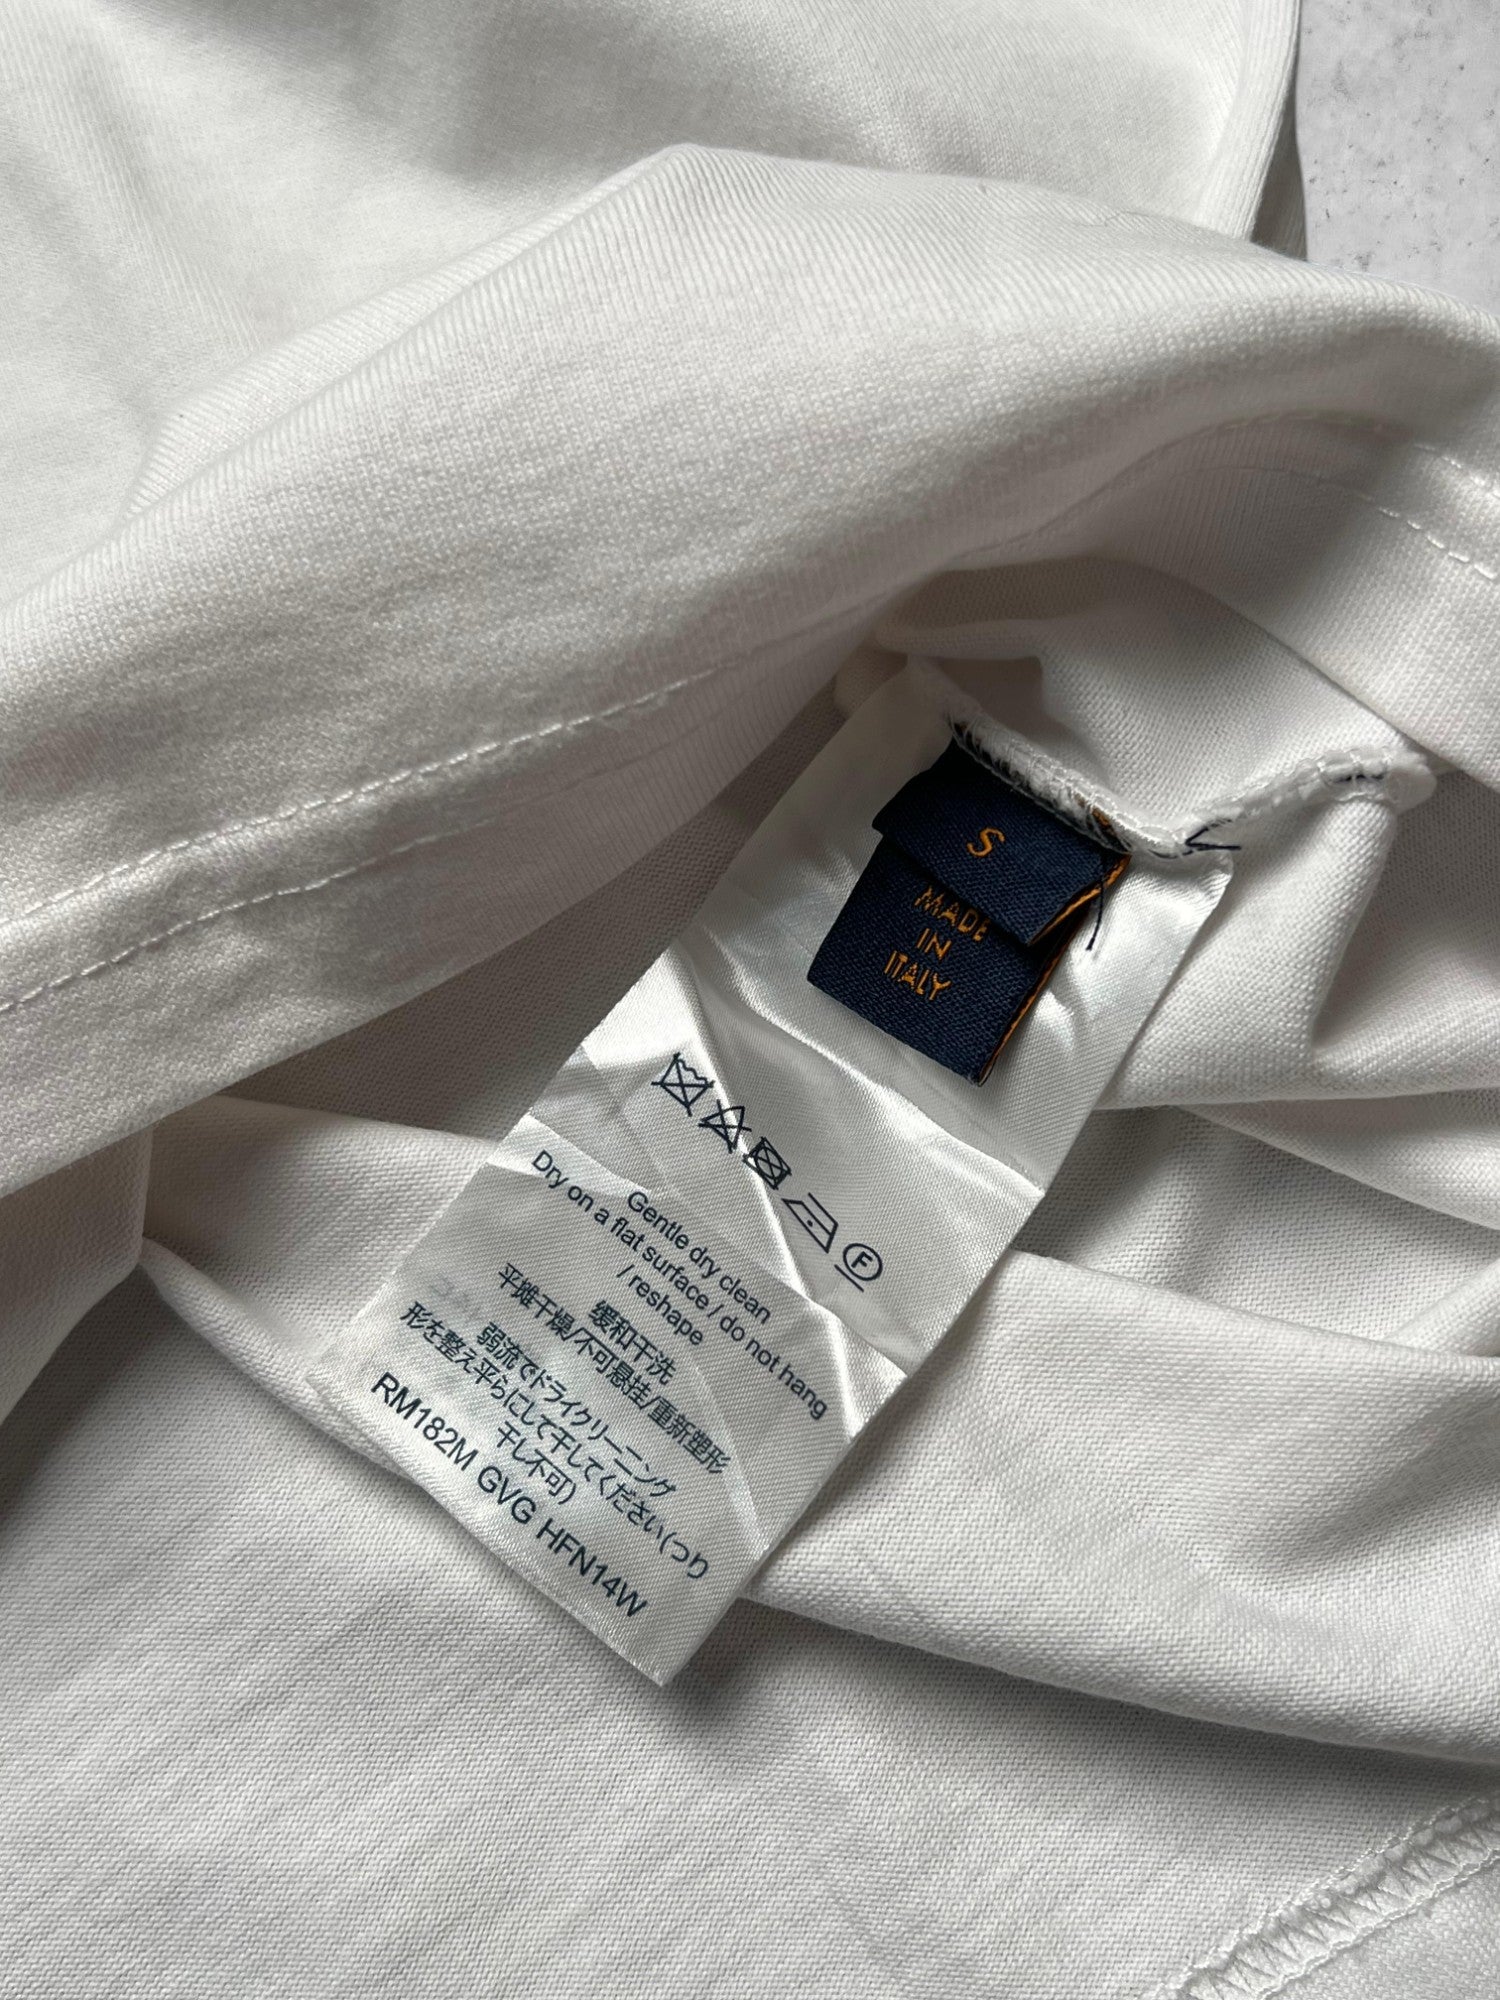 S
MADE
IN
ITALY
F
Gentle dry clean
Dry on a flat surface / do not hang
/ reshape
缓和干洗
平摊干燥/不可悬挂/重新塑形
弱流でドライクリーニング
形を整え平らにして干してください(つり
干し不可)
RM182M GVG HFN14W